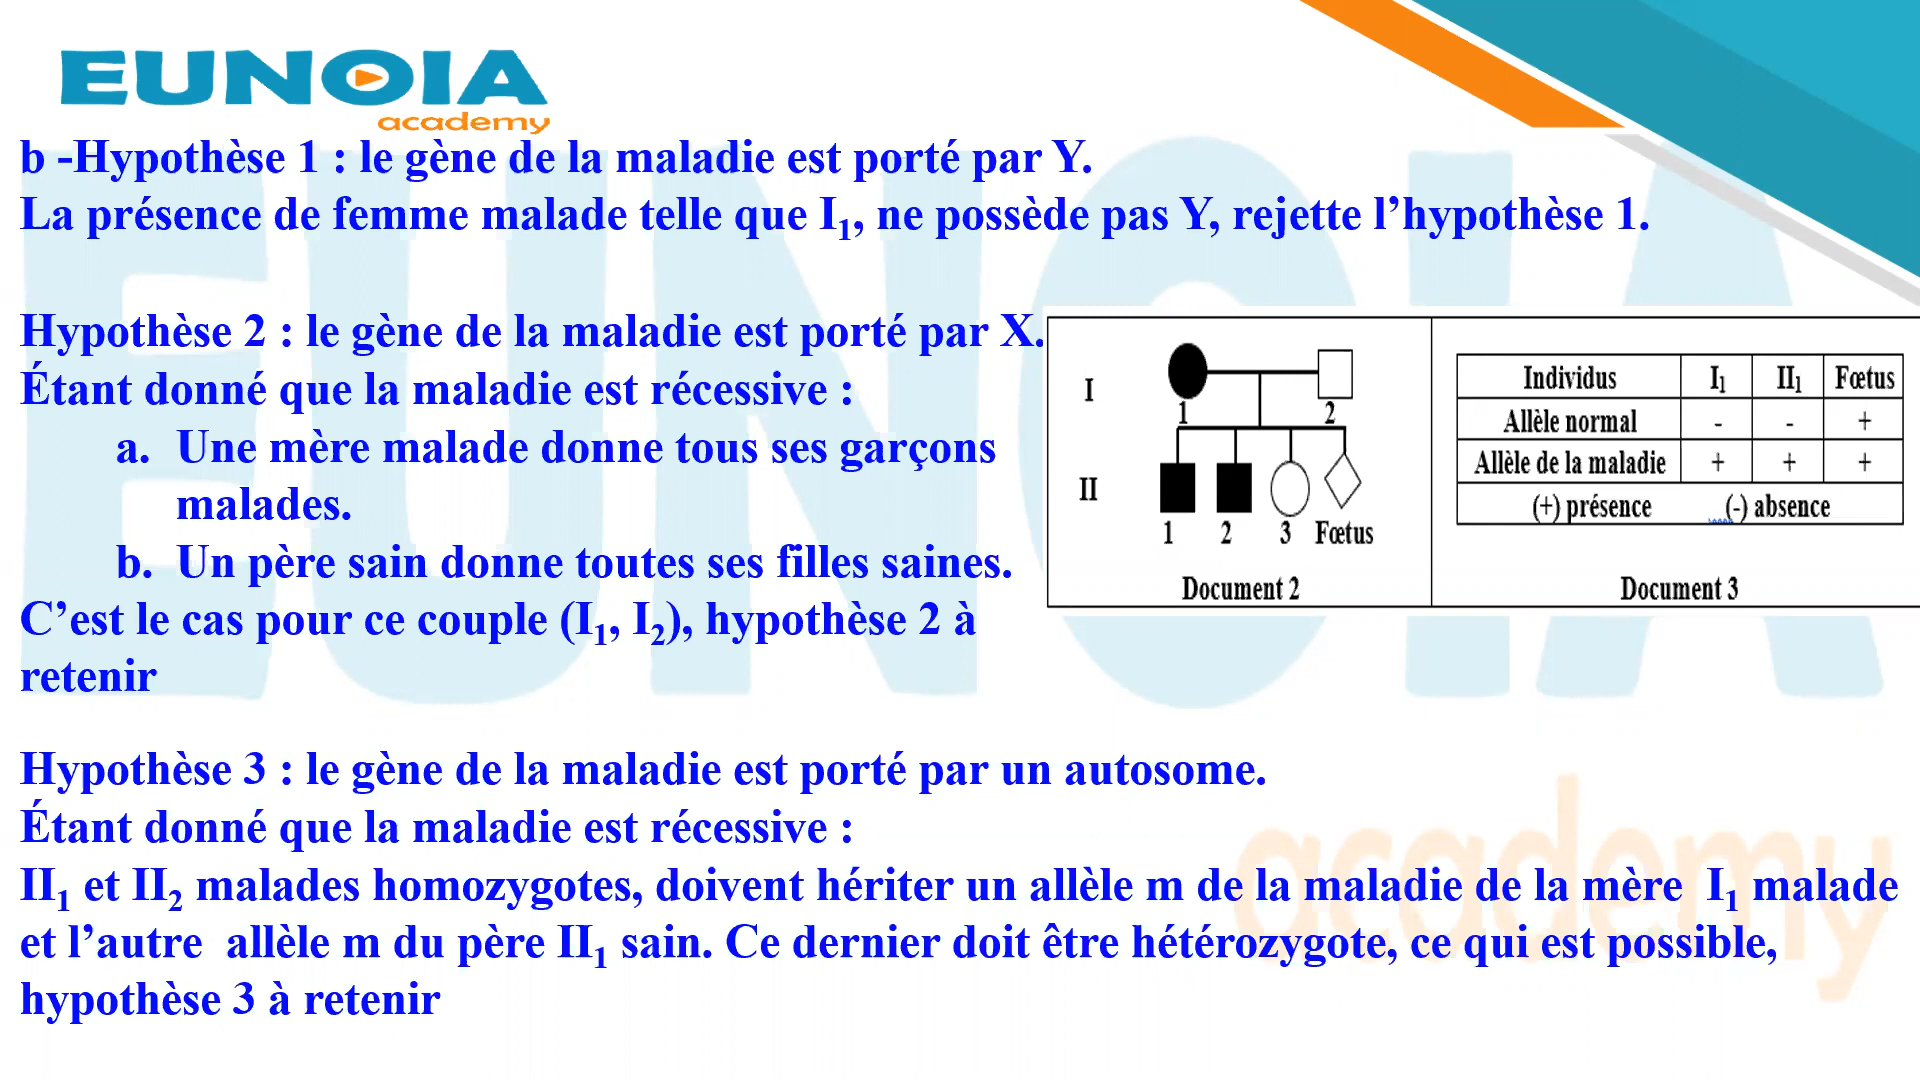 EUNOIA
academy
b -Hypothèse 1 : le gène de la maladie est porté par Y.
La présence de femme malade telle que I1, ne possède pas Y, rejette l’hypothèse 1.
Hypothèse 2 : le gène de la maladie est porté par X.
Étant donné que la maladie est récessive :
a. Une mère malade donne tous ses garçons
malades.
b. Un père sain donne toutes ses filles saines.
C’est le cas pour ce couple (I1, I2), hypothèse 2 à
retenir
I
1 2
II
1 2 3 Fœtus
Document 2
Individus I1 II1 Fœtus
Allèle normal - - +
Allèle de la maladie + + +
(+) présence (-) absence
Document 3
Hypothèse 3 : le gène de la maladie est porté par un autosome.
Étant donné que la maladie est récessive :
II1 et II2 malades homozygotes, doivent hériter un allèle m de la maladie de la mère I1 malade
et l’autre allèle m du père II1 sain. Ce dernier doit être hétérozygote, ce qui est possible,
hypothèse 3 à retenir
EUNOIA
academy